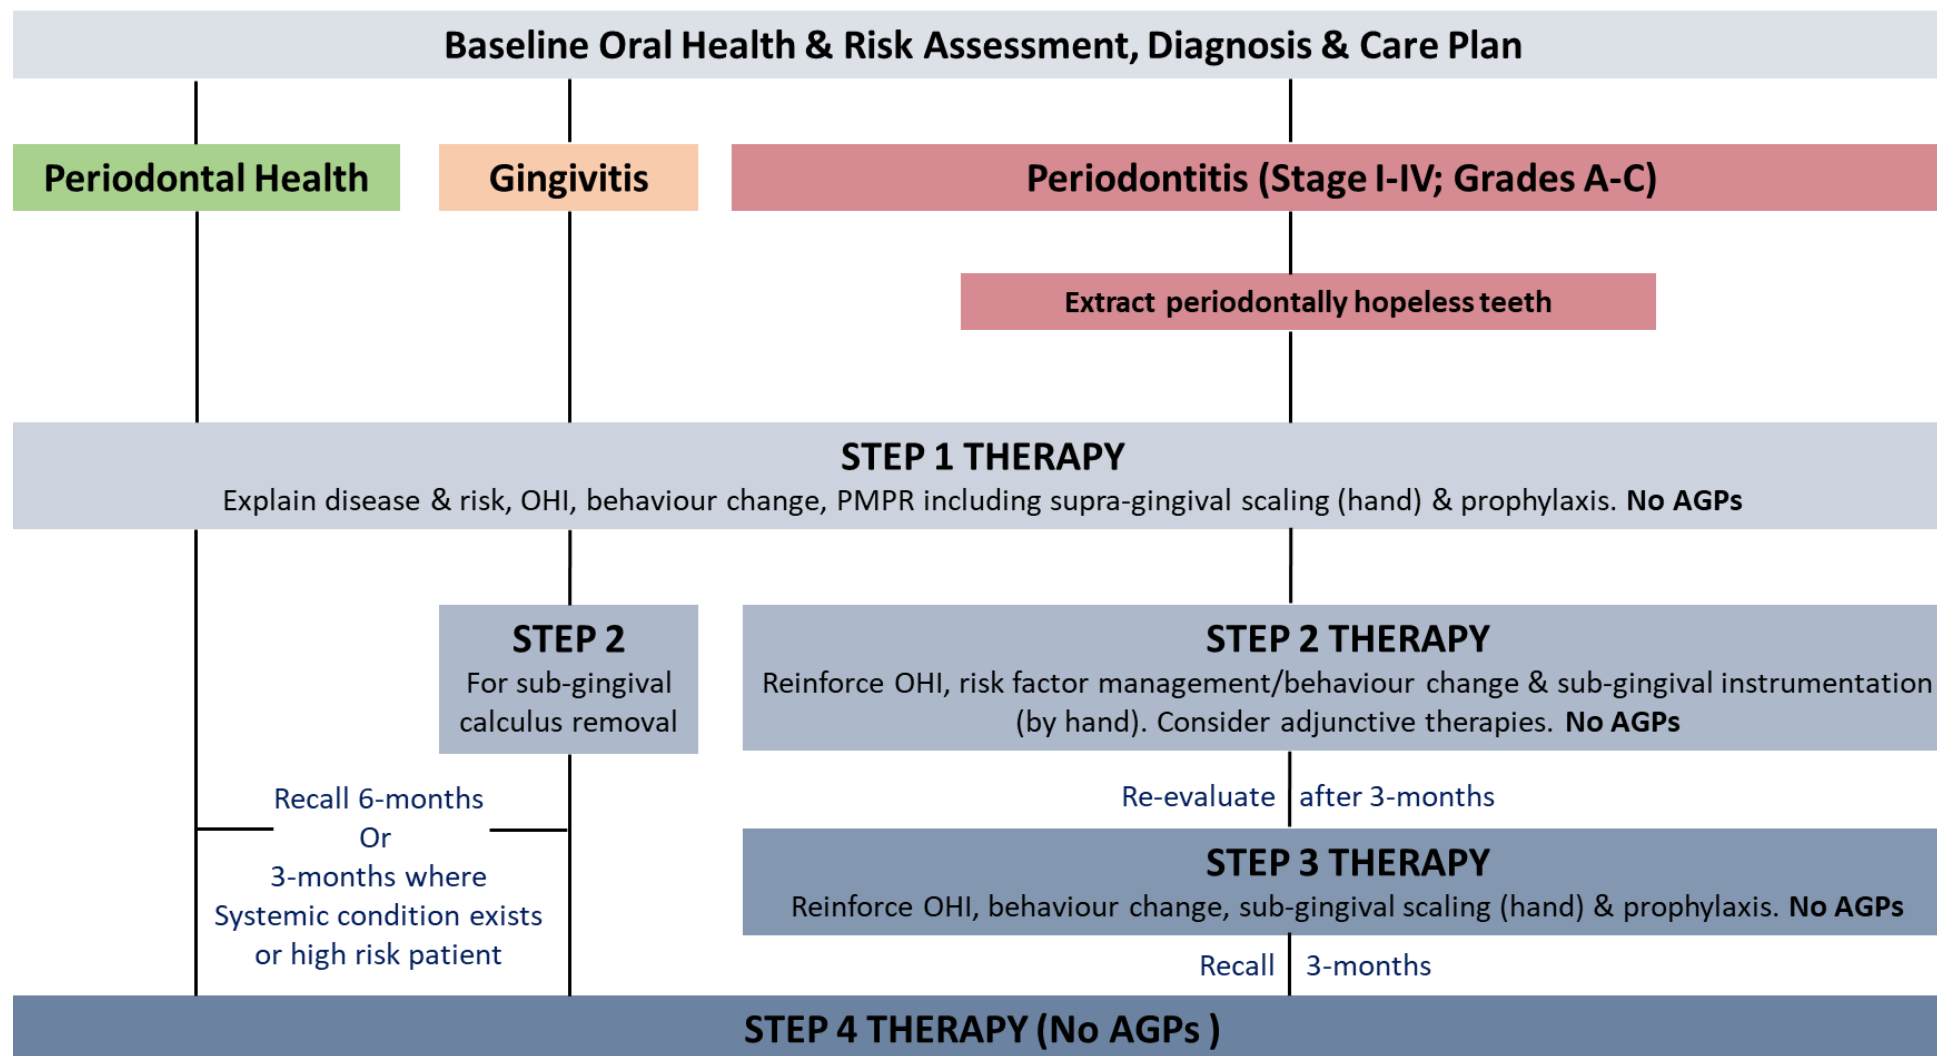 Baseline Oral Health & Risk Assessment, Diagnosis & Care Plan
Periodontal Health
Gingivitis
Periodontitis (Stage I-IV; Grades A-C)
Extract periodontally hopeless teeth
STEP 1 THERAPY
Explain disease & risk, OHI, behaviour change, PMPR including supra-gingival scaling (hand) & prophylaxis. No AGPs
STEP 2
For sub-gingival
calculus removal
STEP 2 THERAPY
Reinforce OHI, risk factor management/behaviour change & sub-gingival instrumentation
(by hand). Consider adjunctive therapies. No AGPs
Recall 6-months
Or
3-months where
Systemic condition exists
or high risk patient
Re-evaluate after 3-months
STEP 3 THERAPY
Reinforce OHI, behaviour change, sub-gingival scaling (hand) & prophylaxis. No AGPs
Recall 3-months
STEP 4 THERAPY (No AGPs )